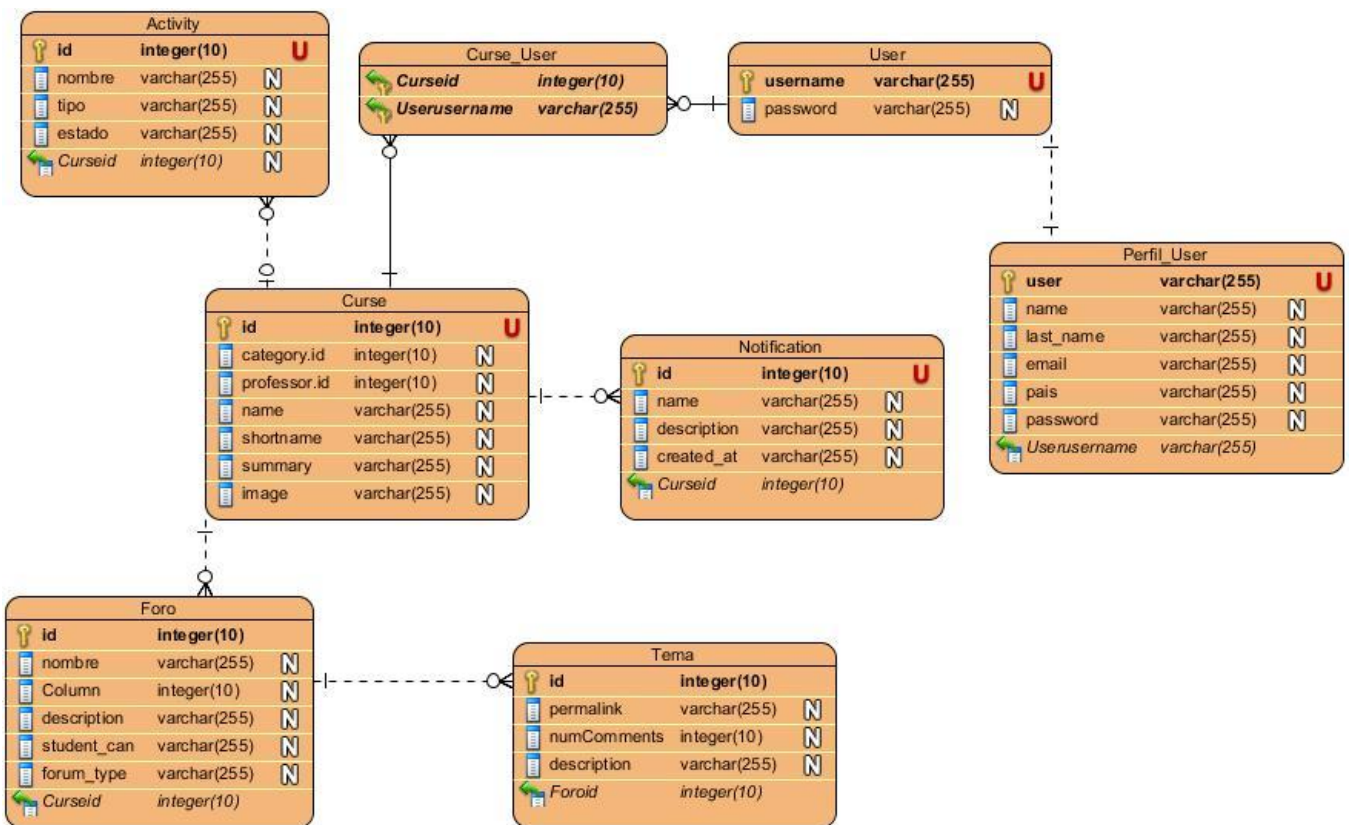 Activity
id integer(10) U
nombre varchar(255) N
tipo varchar(255) N
estado varchar(255) N
Curseid integer(10) N
Curse_User
Curseid integer(10)
Userusername varchar(255)
User
username varchar(255) U
password varchar(255) N
Perfil_User
user varchar(255) U
name varchar(255) N
last_name varchar(255) N
email varchar(255) N
pais varchar(255) N
password varchar(255) N
Userusername varchar(255)
Curse
id integer(10) U
category.id integer(10) N
professor.id integer(10) N
name varchar(255) N
shortname varchar(255) N
summary varchar(255) N
image varchar(255) N
Notification
id integer(10) U
name varchar(255) N
description varchar(255) N
created_at varchar(255) N
Curseid integer(10)
Foro
id integer(10)
nombre varchar(255) N
Column integer(10) N
description varchar(255) N
student_can varchar(255) N
forum_type varchar(255) N
Curseid integer(10)
Tema
id integer(10)
permalink varchar(255) N
numComments integer(10) N
description varchar(255) N
Foroid integer(10)